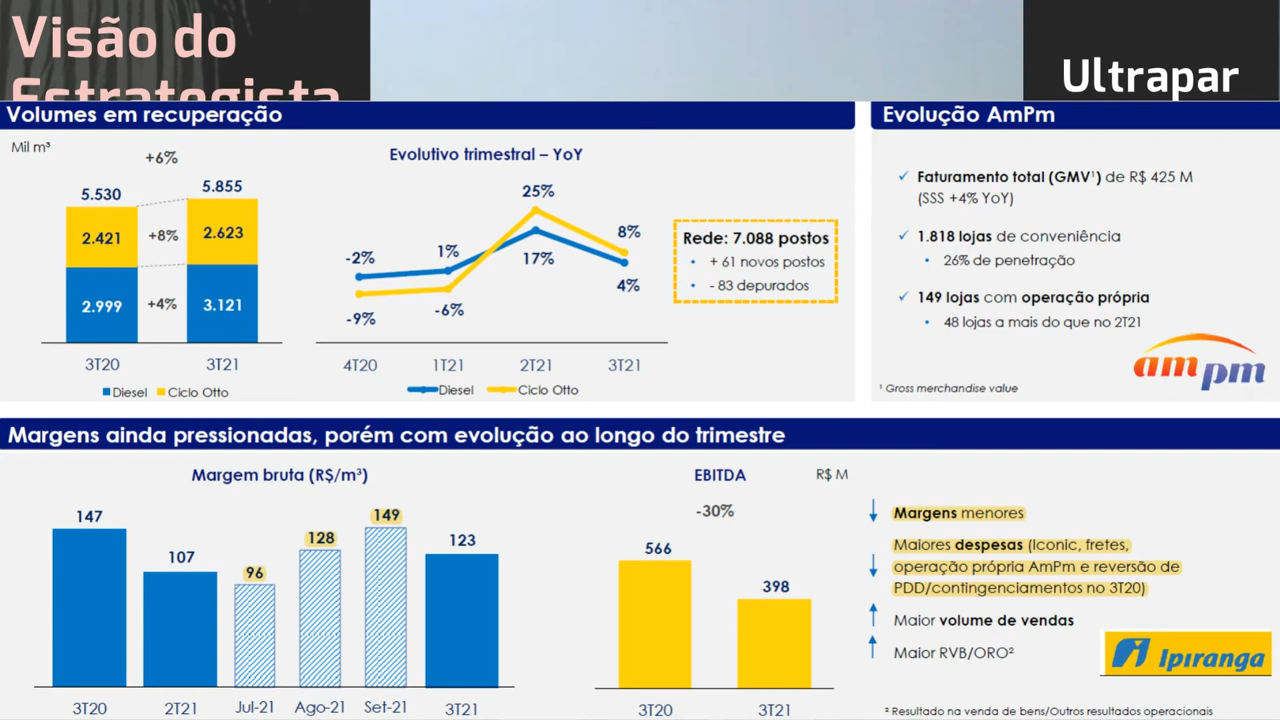 Visão do
Estrategista
Ultrapar
Volumes em recuperação
Mil m³
+6%
5.530
5.855
2.421
+8%
2.623
2.999
+4%
3.121
3T20
3T21
Diesel
Ciclo Otto
Evolutivo trimestral – YoY
25%
-2%
1%
8%
17%
-9%
-6%
4%
4T20
1T21
2T21
3T21
Diesel
Ciclo Otto
Rede: 7.088 postos
• + 61 novos postos
• - 83 depurados
Evolução AmPm
✓ Faturamento total (GMV¹) de R$ 425 M
(SSS +4% YoY)
✓ 1.818 lojas de conveniência
• 26% de penetração
✓ 149 lojas com operação própria
• 48 lojas a mais do que no 2T21
am pm
¹ Gross merchandise value
Margens ainda pressionadas, porém com evolução ao longo do trimestre
Margem bruta (R$/m³)
147
107
96
128
149
123
3T20
2T21
Jul-21
Ago-21
Set-21
3T21
EBITDA
R$ M
-30%
566
398
3T20
3T21
↓ Margens menores
↓ Maiores despesas (Iconic, fretes,
operação própria AmPm e reversão de
PDD/contingenciamentos no 3T20)
↑ Maior volume de vendas
↑ Maior RVB/ORO²
Ipiranga
² Resultado na venda de bens/Outros resultados operacionais